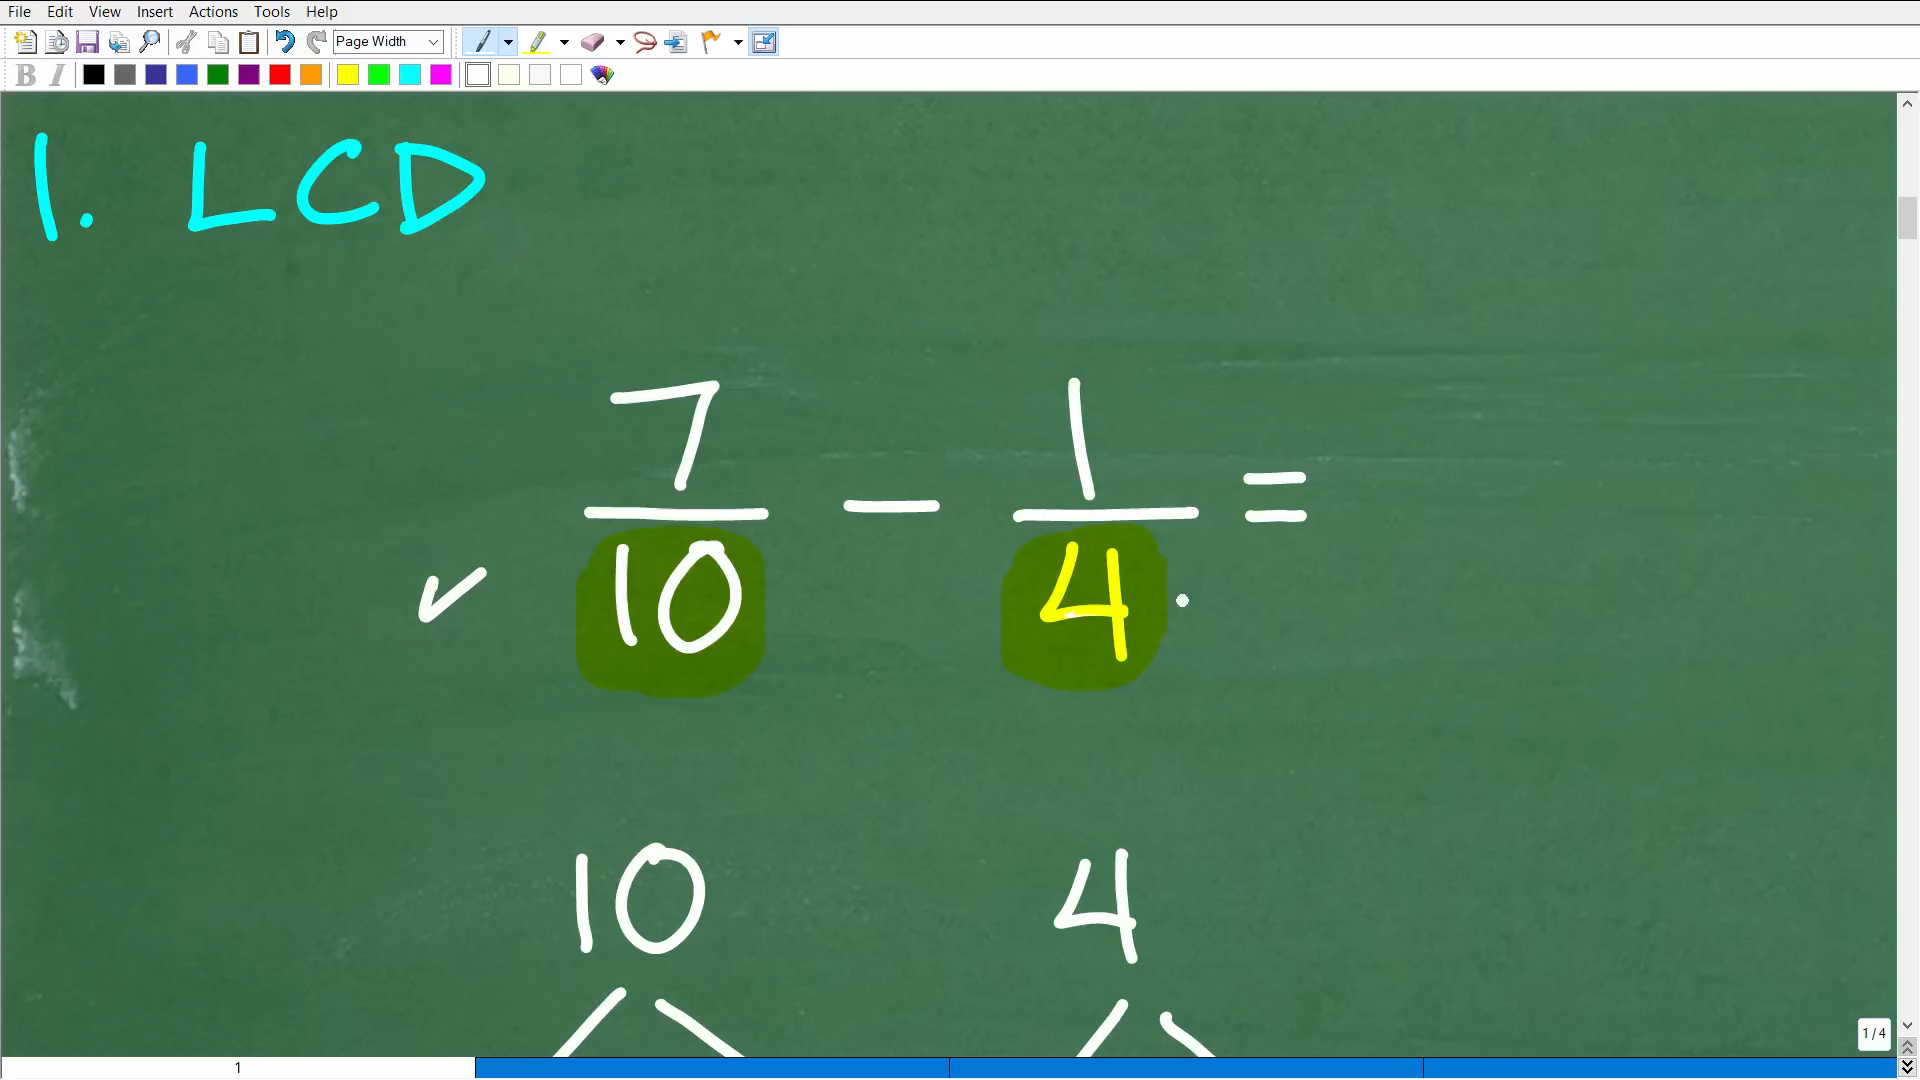 File Edit View Insert Actions Tools Help
Page Width
B I
1. LCD
7/10 - 1/4 =
10 4
1/4
1